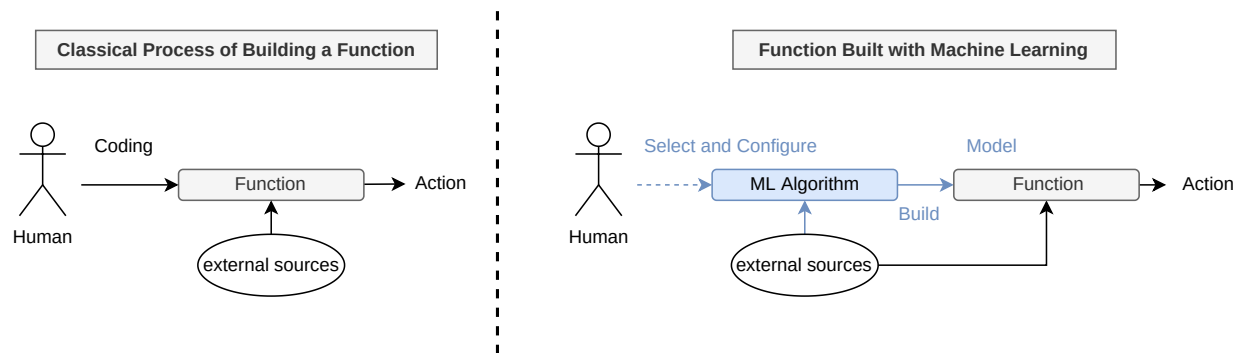 Classical Process of Building a Function
Coding
Function
Action
Human
external sources
Function Built with Machine Learning
Select and Configure
Model
ML Algorithm
Function
Action
Build
Human
external sources